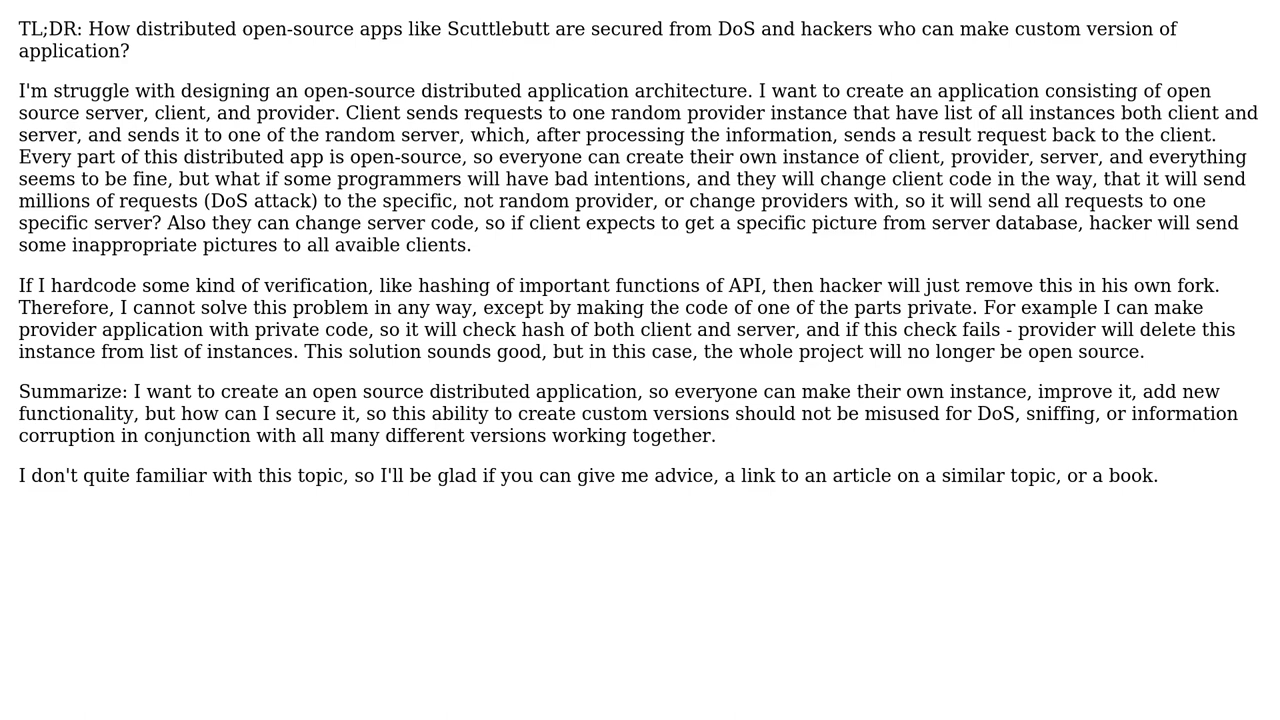 TL;DR: How distributed open-source apps like Scuttlebutt are secured from DoS and hackers who can make custom version of
application?
I'm struggle with designing an open-source distributed application architecture. I want to create an application consisting of open
source server, client, and provider. Client sends requests to one random provider instance that have list of all instances both client and
server, and sends it to one of the random server, which, after processing the information, sends a result request back to the client.
Every part of this distributed app is open-source, so everyone can create their own instance of client, provider, server, and everything
seems to be fine, but what if some programmers will have bad intentions, and they will change client code in the way, that it will send
millions of requests (DoS attack) to the specific, not random provider, or change providers with, so it will send all requests to one
specific server? Also they can change server code, so if client expects to get a specific picture from server database, hacker will send
some inappropriate pictures to all avaible clients.
If I hardcode some kind of verification, like hashing of important functions of API, then hacker will just remove this in his own fork.
Therefore, I cannot solve this problem in any way, except by making the code of one of the parts private. For example I can make
provider application with private code, so it will check hash of both client and server, and if this check fails - provider will delete this
instance from list of instances. This solution sounds good, but in this case, the whole project will no longer be open source.
Summarize: I want to create an open source distributed application, so everyone can make their own instance, improve it, add new
functionality, but how can I secure it, so this ability to create custom versions should not be misused for DoS, sniffing, or information
corruption in conjunction with all many different versions working together.
I don't quite familiar with this topic, so I'll be glad if you can give me advice, a link to an article on a similar topic, or a book.